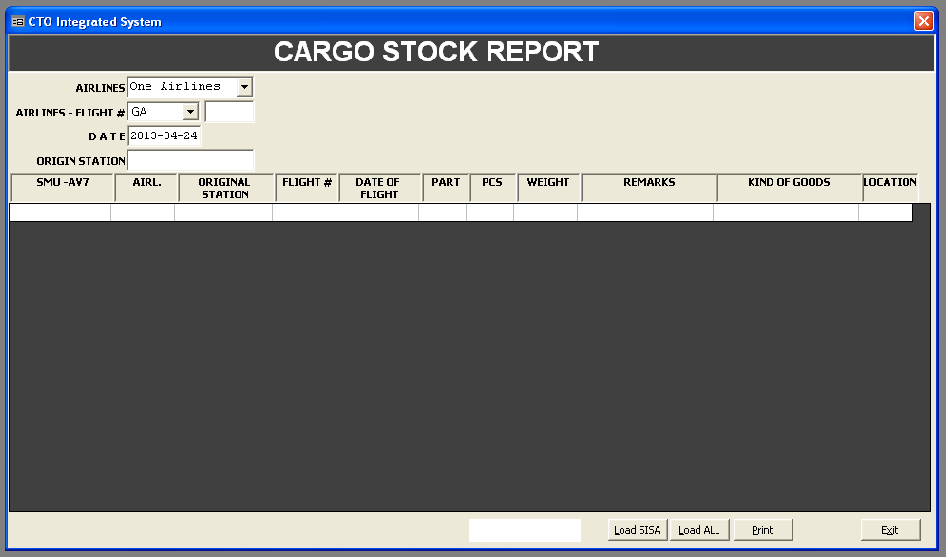 CTO Integrated System
CARGO STOCK REPORT
AIRLINES One Airlines
AIRLINES - FLIGHT # GA
D A T E 2013-04-24
ORIGIN STATION
SMU -AV7 AIRL. ORIGINAL STATION FLIGHT # DATE OF FLIGHT PART PCS WEIGHT REMARKS KIND OF GOODS LOCATION
Load SISA Load ALL Print Exit